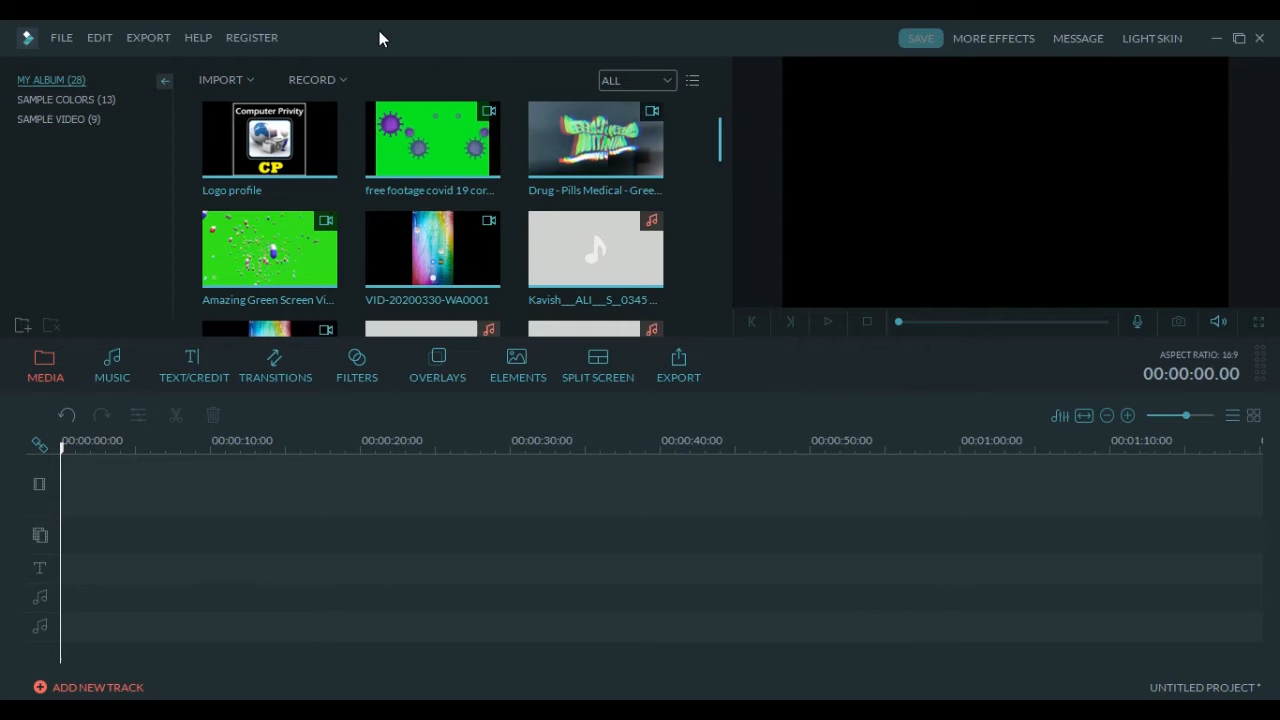 FILE EDIT EXPORT HELP REGISTER SAVE MORE EFFECTS MESSAGE LIGHT SKIN
MY ALBUM (28)
SAMPLE COLORS (13)
SAMPLE VIDEO (9)
IMPORT RECORD ALL
Computer Privity
CP
Logo profile free footage covid 19 cor... Drug - Pills Medical - Gree...
Amazing Green Screen Vi... VID-20200330-WA0001 Kavish__ALI__S__0345...
MEDIA MUSIC TEXT/CREDIT TRANSITIONS FILTERS OVERLAYS ELEMENTS SPLIT SCREEN EXPORT
ASPECT RATIO: 16:9
00:00:00.00
00:00:00:00 00:00:10:00 00:00:20:00 00:00:30:00 00:00:40:00 00:00:50:00 00:01:00:00 00:01:10:00
ADD NEW TRACK
UNTITLED PROJECT *